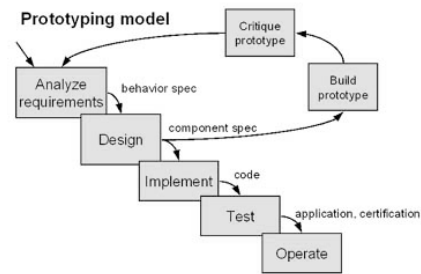 Prototyping model
Critique
prototype
Analyze
requirements
behavior spec
Build
prototype
Design
component spec
Implement
code
Test
application, certification
Operate